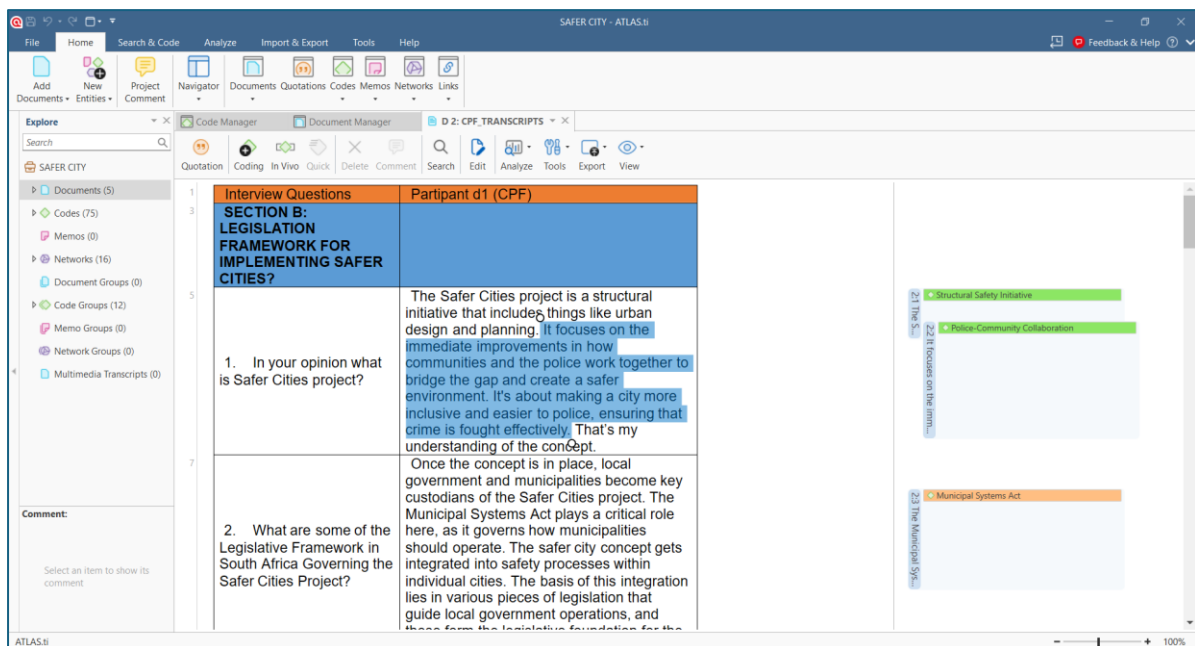 SAFER CITY - ATLAS.ti
File Home Search & Code Analyze Import & Export Tools Help Feedback & Help
Add Documents New Entities Project Comment Navigator Documents Quotations Codes Memos Networks Links
Explore
Search
SAFER CITY
Documents (5)
Codes (75)
Memos (0)
Networks (16)
Document Groups (0)
Code Groups (12)
Memo Groups (0)
Network Groups (0)
Multimedia Transcripts (0)
Comment:
Select an item to show its
comment
Code Manager Document Manager D 2: CPF_TRANSCRIPTS
Quotation Coding In Vivo Quick Delete Comment Search Edit Analyze Tools Export View
1
Interview Questions Partipant d1 (CPF)
3
SECTION B:
LEGISLATION
FRAMEWORK FOR
IMPLEMENTING SAFER
CITIES?
5
1. In your opinion what
is Safer Cities project?
The Safer Cities project is a structural
initiative that includes things like urban
design and planning. It focuses on the
immediate improvements in how
communities and the police work together to
bridge the gap and create a safer
environment. It's about making a city more
inclusive and easier to police, ensuring that
crime is fought effectively. That's my
understanding of the concept.
7
2. What are some of the
Legislative Framework in
South Africa Governing the
Safer Cities Project?
Once the concept is in place, local
government and municipalities become key
custodians of the Safer Cities project. The
Municipal Systems Act plays a critical role
here, as it governs how municipalities
should operate. The safer city concept gets
integrated into safety processes within
individual cities. The basis of this integration
lies in various pieces of legislation that
guide local government operations, and
these form the legislative foundation for the
2:1 The S...
Structural Safety Initiative
2:2 It focuses on the imm...
Police-Community Collaboration
2:3 The Municipal Sys...
Municipal Systems Act
ATLAS.ti
100%